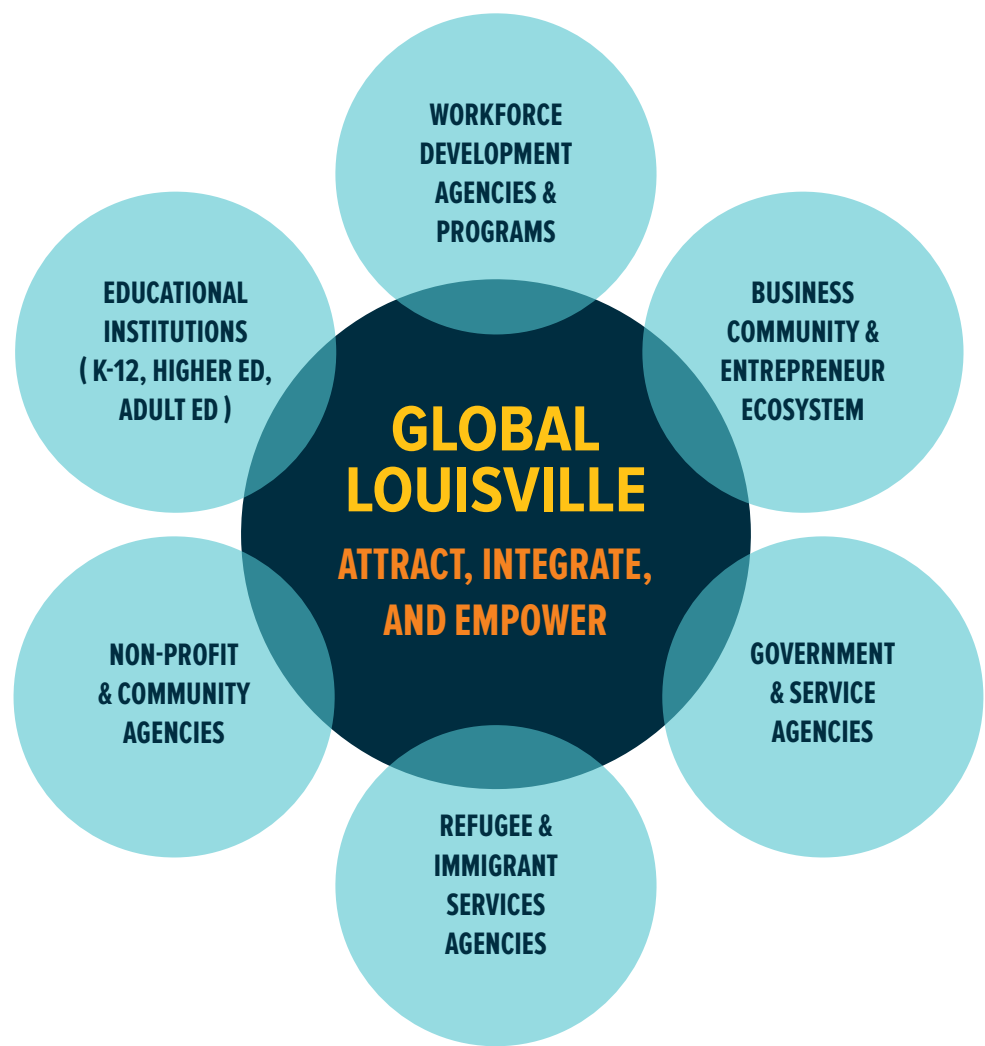 WORKFORCE
DEVELOPMENT
AGENCIES &
PROGRAMS
EDUCATIONAL
INSTITUTIONS
( K-12, HIGHER ED,
ADULT ED )
BUSINESS
COMMUNITY &
ENTREPRENEUR
ECOSYSTEM
GLOBAL
LOUISVILLE
ATTRACT, INTEGRATE,
AND EMPOWER
NON-PROFIT
& COMMUNITY
AGENCIES
GOVERNMENT
& SERVICE
AGENCIES
REFUGEE &
IMMIGRANT
SERVICES
AGENCIES